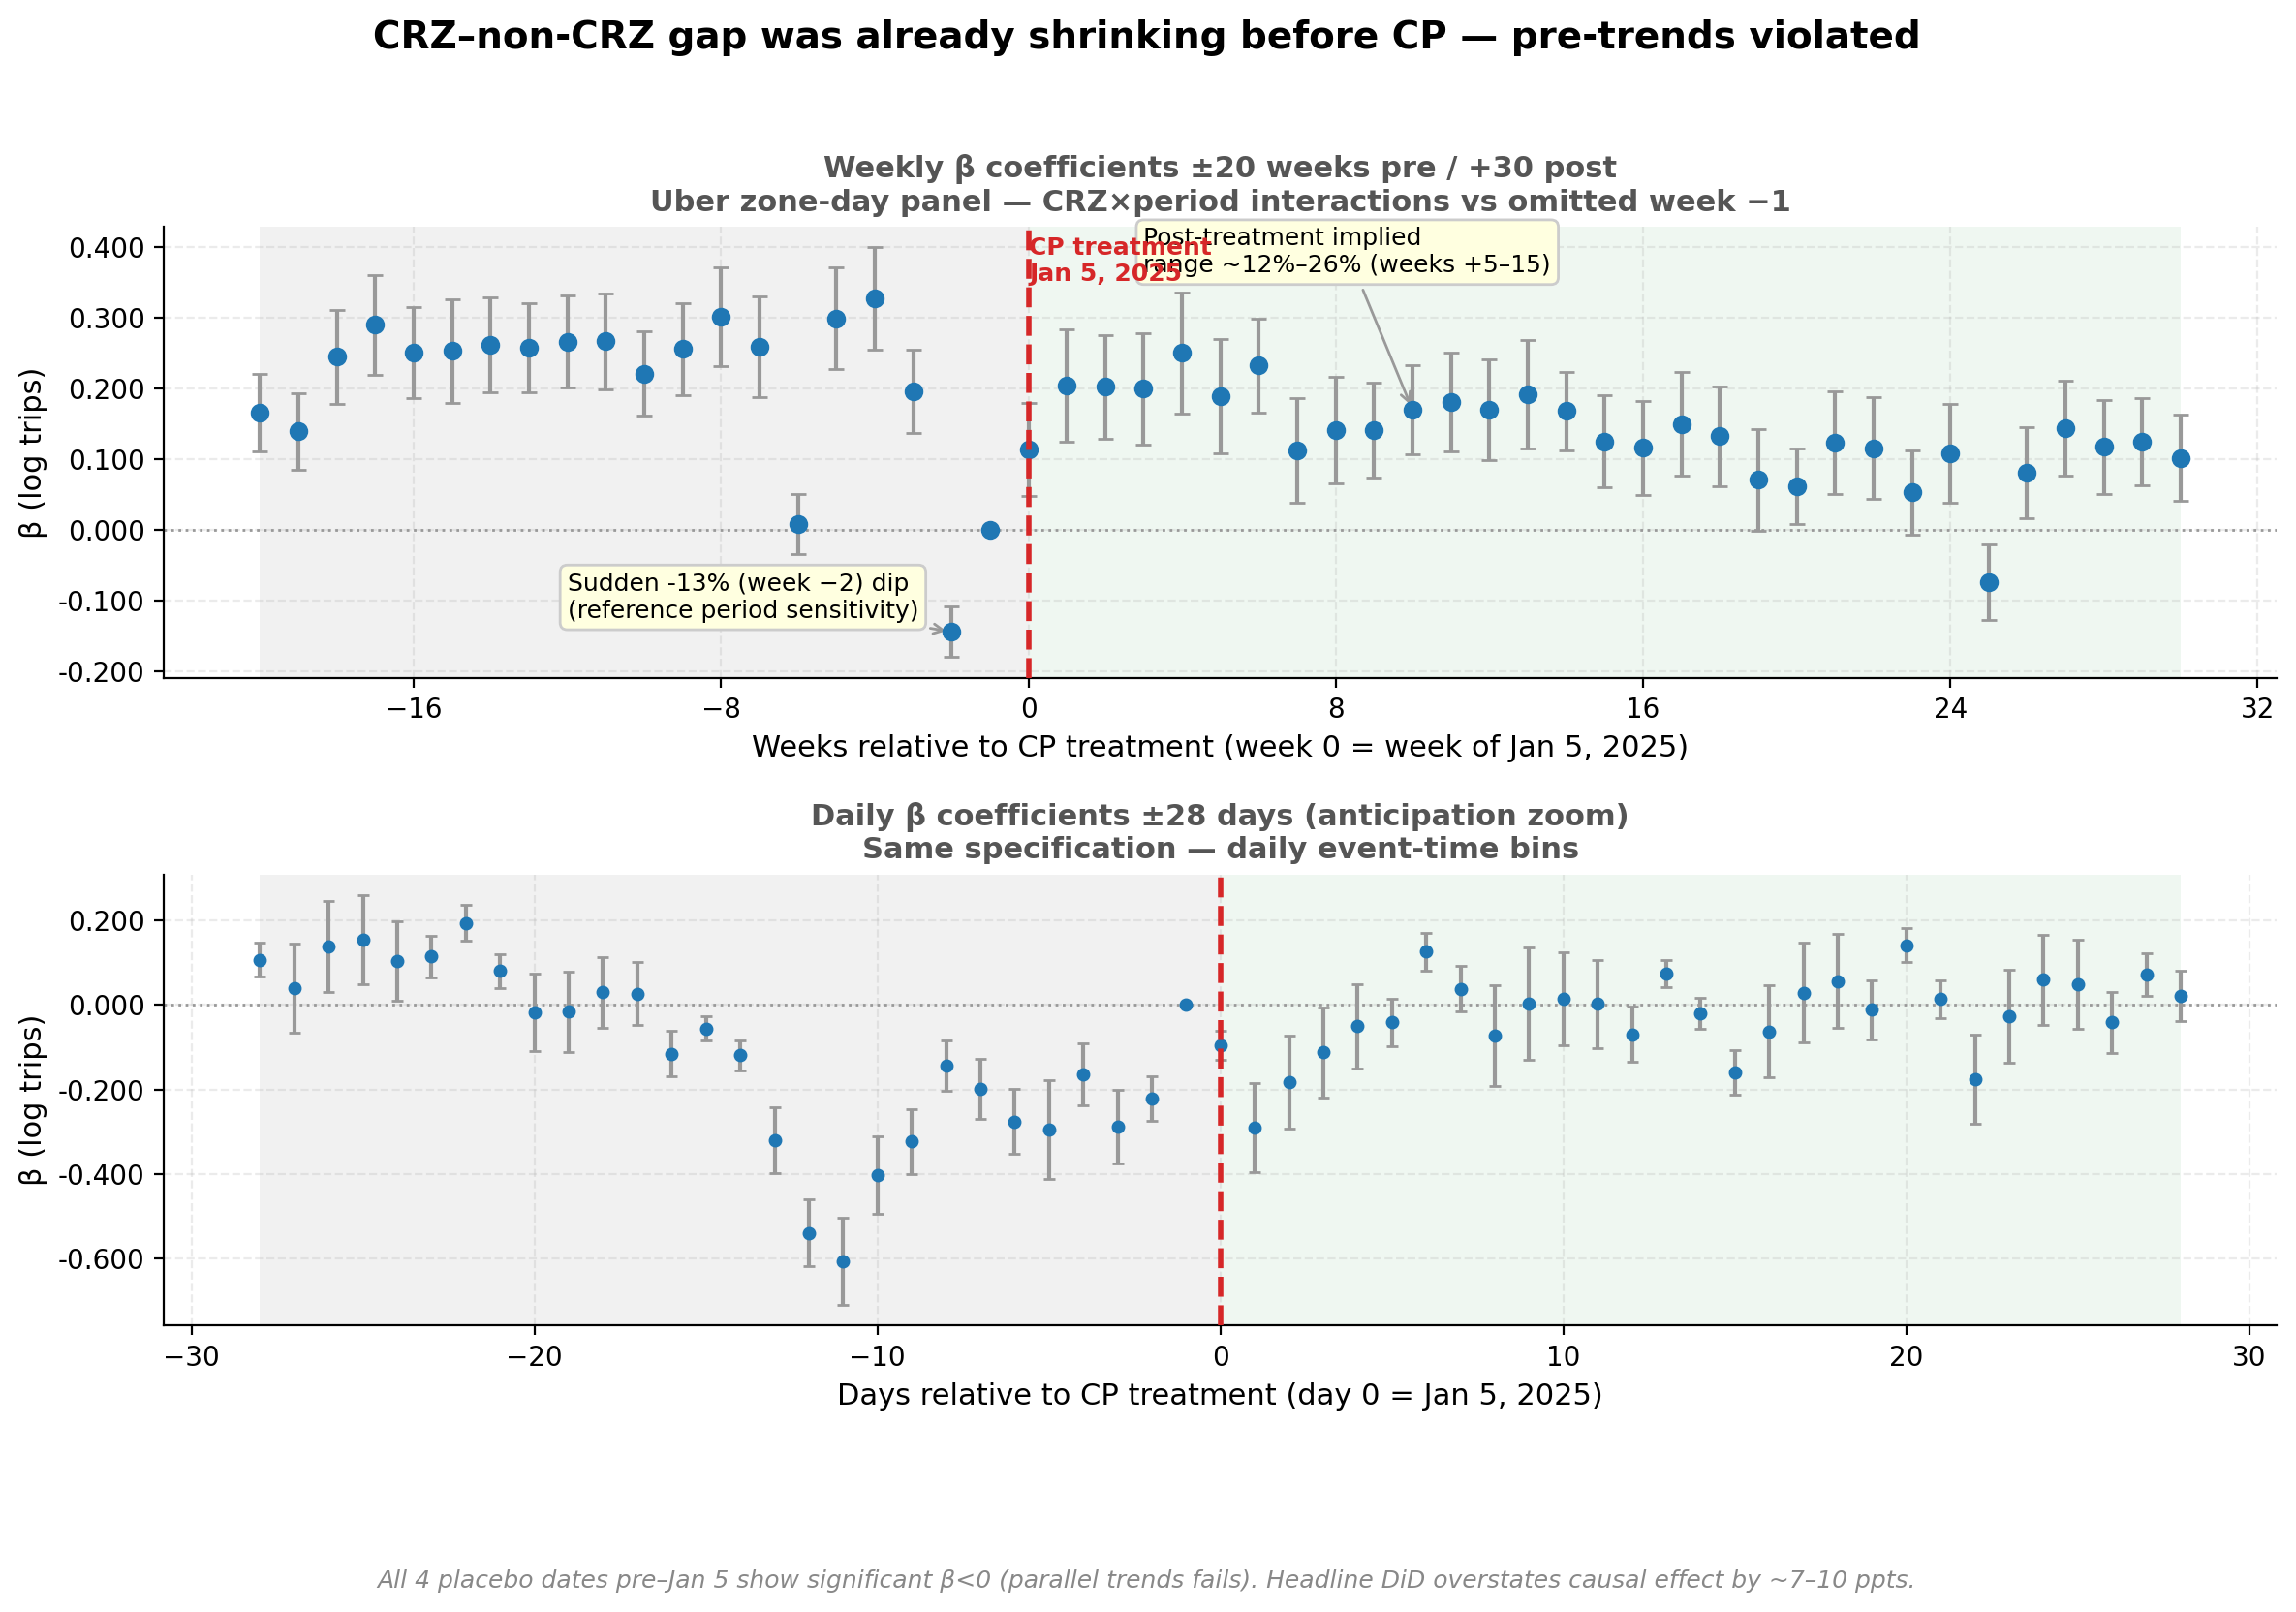 CRZ–non-CRZ gap was already shrinking before CP — pre-trends violated
Weekly β coefficients ±20 weeks pre / +30 post
Uber zone-day panel — CRZ×period interactions vs omitted week −1
β (log trips)
0.400
0.300
0.200
0.100
0.000
-0.100
-0.200
CP treatment
Jan 5, 2025
Post-treatment implied
range ~12%–26% (weeks +5–15)
Sudden -13% (week −2) dip
(reference period sensitivity)
−16
−8
0
8
16
24
32
Weeks relative to CP treatment (week 0 = week of Jan 5, 2025)
Daily β coefficients ±28 days (anticipation zoom)
Same specification — daily event-time bins
β (log trips)
0.200
0.000
-0.200
-0.400
-0.600
−30
−20
−10
0
10
20
30
Days relative to CP treatment (day 0 = Jan 5, 2025)
All 4 placebo dates pre–Jan 5 show significant β<0 (parallel trends fails). Headline DiD overstates causal effect by ~7–10 ppts.